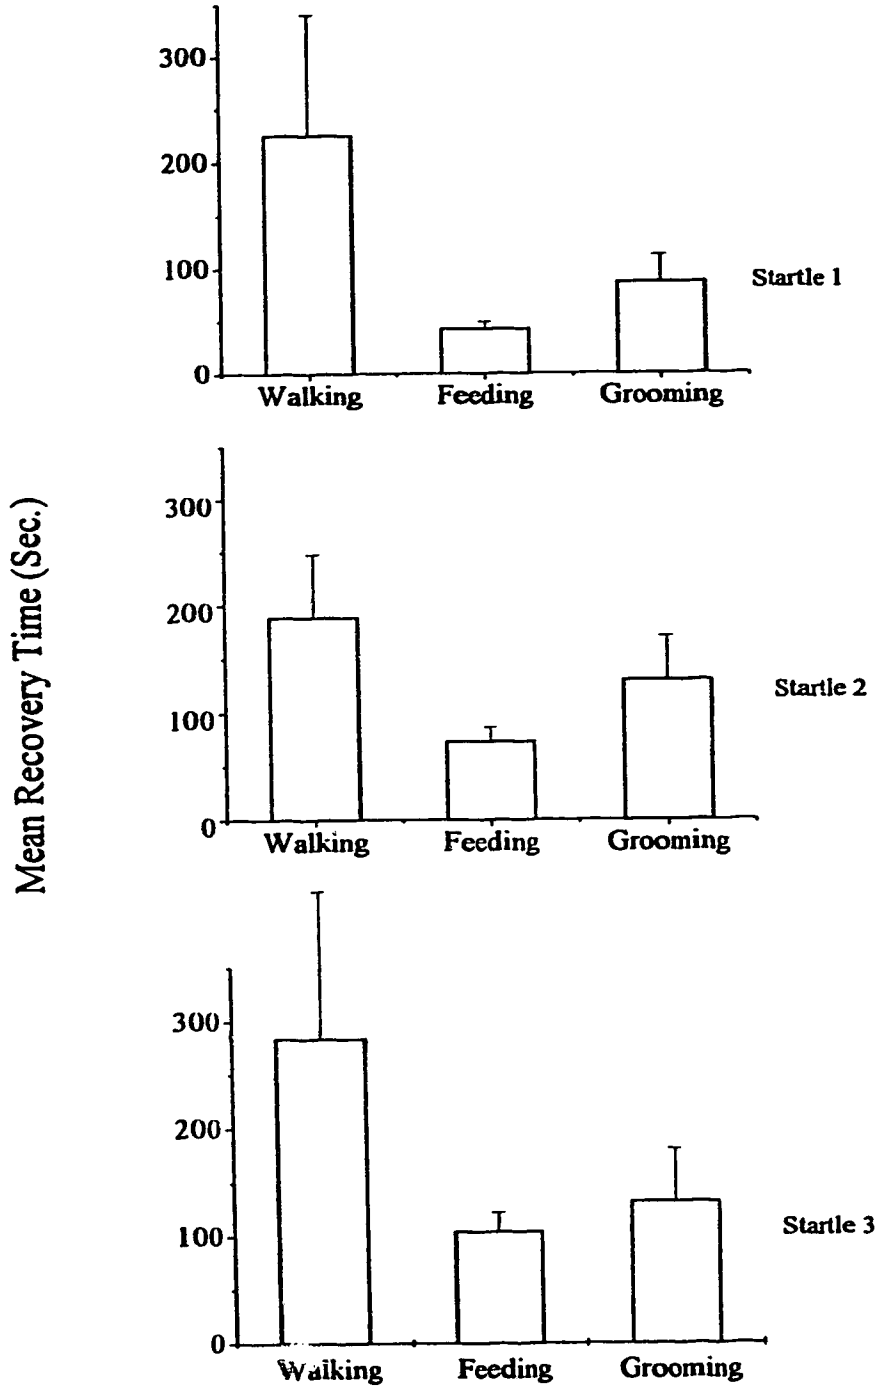 Mean Recovery Time (Sec.)
300
200
100
0
Walking Feeding Grooming
Startle 1
300
200
100
0
Walking Feeding Grooming
Startle 2
300
200
100
0
Walking Feeding Grooming
Startle 3